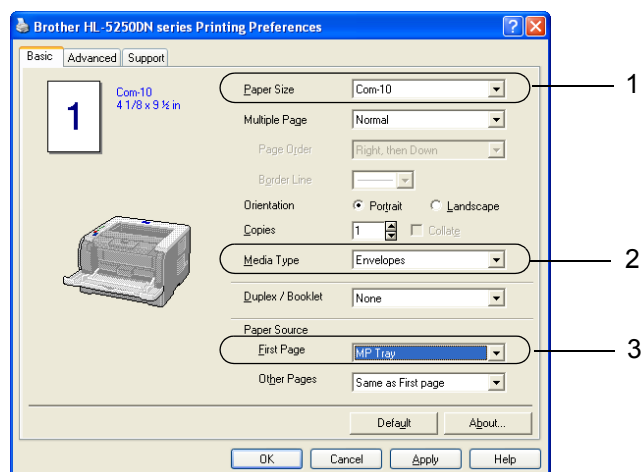 Brother HL-5250DN series Printing Preferences
Basic Advanced Support
1
Com-10
4 1/8 x 9 ½ in
Paper Size Com-10 1
Multiple Page Normal
Page Order Right, then Down
Border Line
Orientation Portrait Landscape
Copies 1 Collate
Media Type Envelopes 2
Duplex / Booklet None
Paper Source
First Page MP Tray 3
Other Pages Same as First page
Default About...
OK Cancel Apply Help